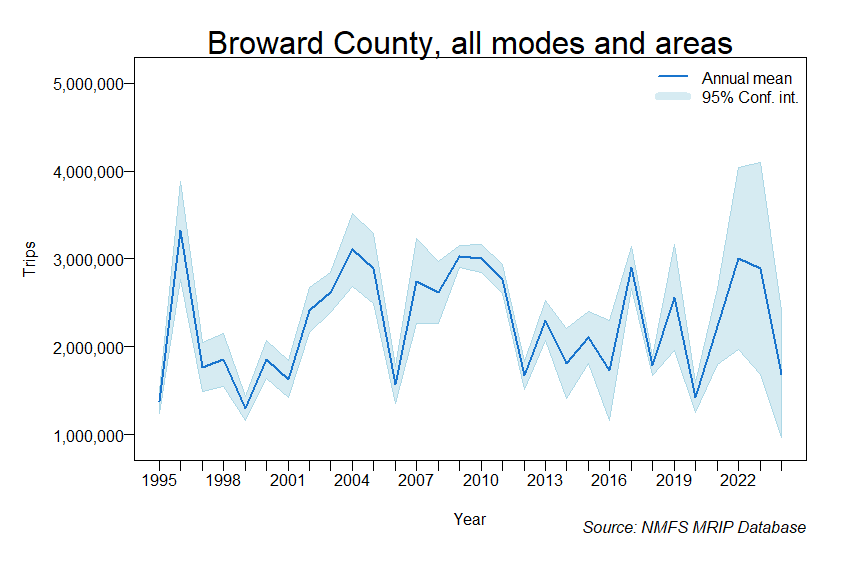 Broward County, all modes and areas
Annual mean
95% Conf. int.
5,000,000
4,000,000
3,000,000
2,000,000
1,000,000
Trips
1995 1998 2001 2004 2007 2010 2013 2016 2019 2022
Year
Source: NMFS MRIP Database